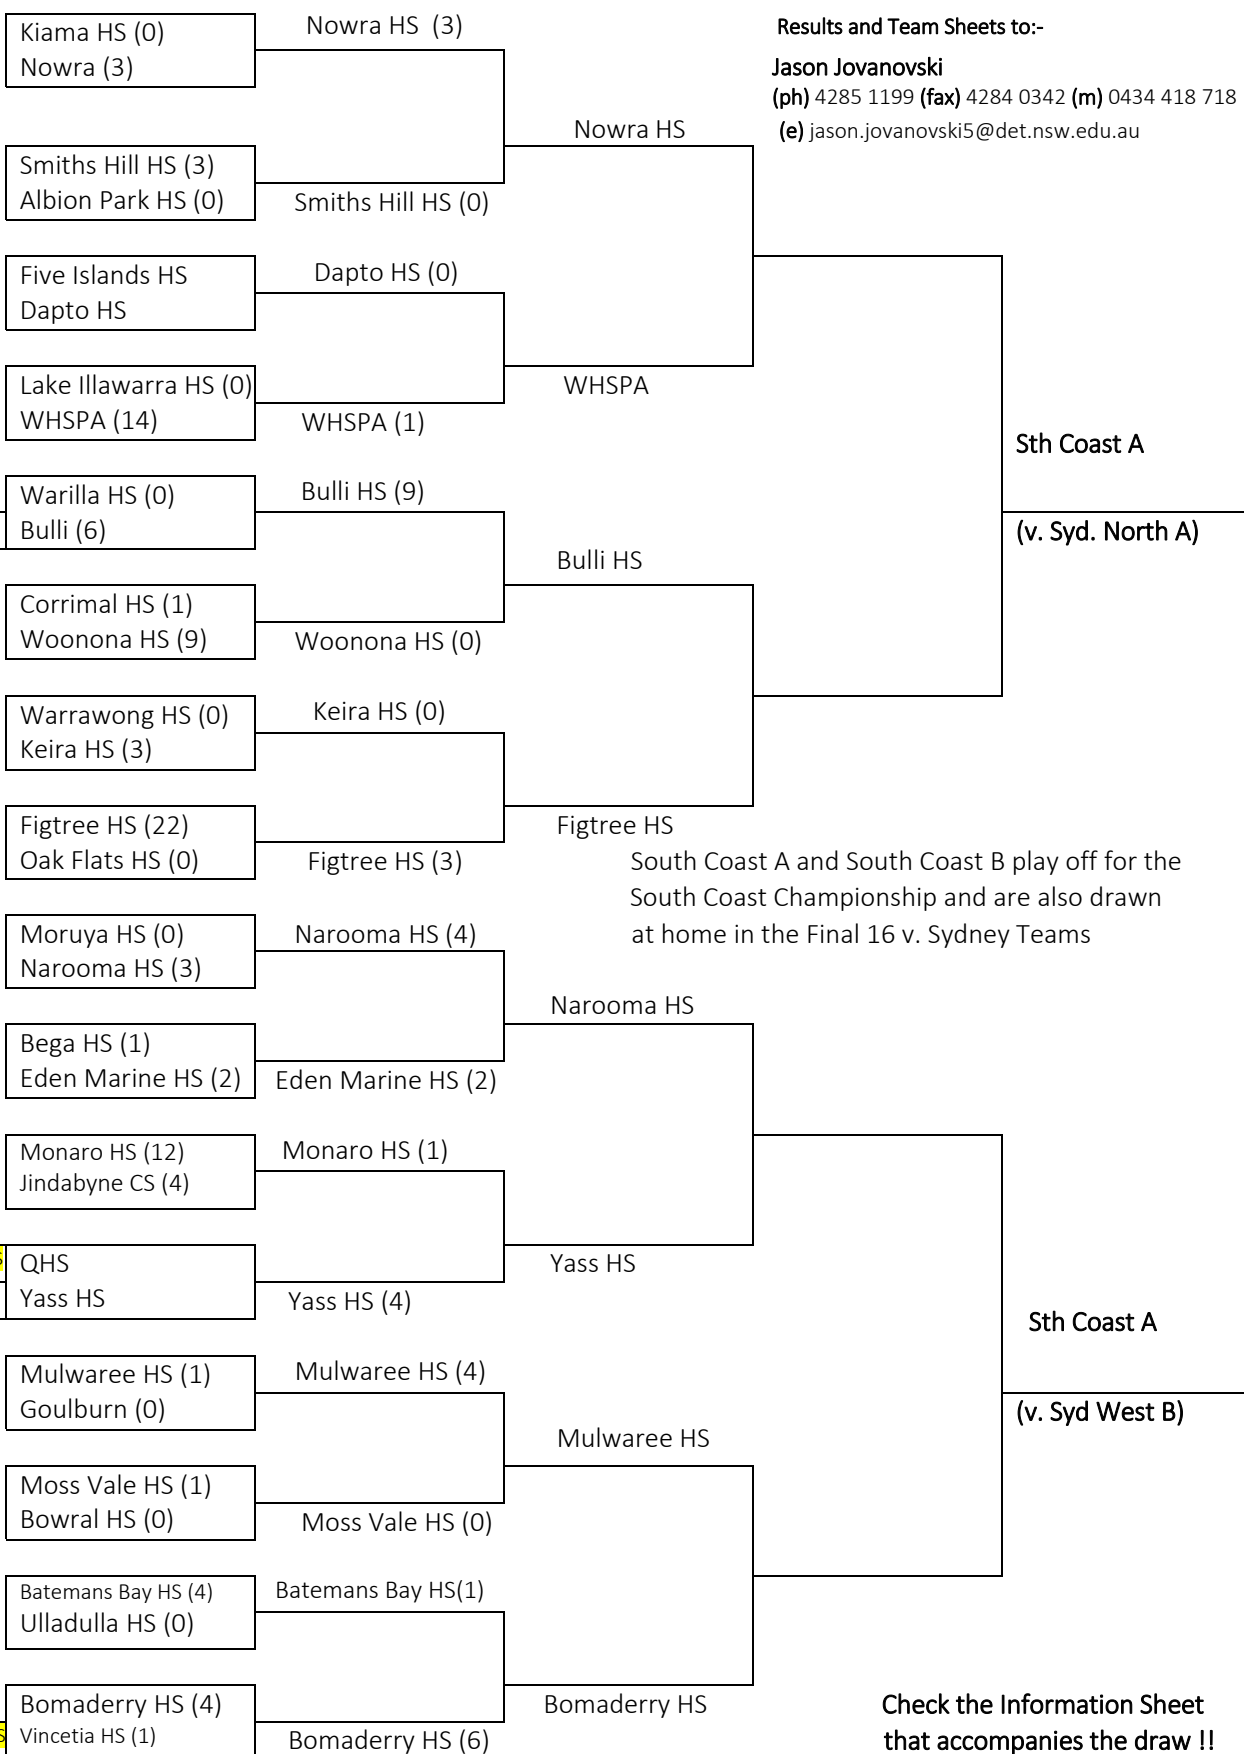 Kiama HS (0)
Nowra (3)
Nowra HS (3)
Results and Team Sheets to:-
Jason Jovanovski
(ph) 4285 1199 (fax) 4284 0342 (m) 0434 418 718
(e) jason.jovanovski5@det.nsw.edu.au
Nowra HS
Smiths Hill HS (3)
Albion Park HS (0)
Smiths Hill HS (0)
Five Islands HS
Dapto HS
Dapto HS (0)
Lake Illawarra HS (0)
WHSPA (14)
WHSPA
WHSPA (1)
Sth Coast A
(v. Syd. North A)
Warilla HS (0)
Bulli (6)
Bulli HS (9)
Bulli HS
Corrimal HS (1)
Woonona HS (9)
Woonona HS (0)
Warrawong HS (0)
Keira HS (3)
Keira HS (0)
Figtree HS (22)
Oak Flats HS (0)
Figtree HS
Figtree HS (3)
South Coast A and South Coast B play off for the
South Coast Championship and are also drawn
at home in the Final 16 v. Sydney Teams
Moruya HS (0)
Narooma HS (3)
Narooma HS (4)
Narooma HS
Bega HS (1)
Eden Marine HS (2)
Eden Marine HS (2)
Monaro HS (12)
Jindabyne CS (4)
Monaro HS (1)
QHS
Yass HS
Yass HS
Yass HS (4)
Sth Coast A
(v. Syd West B)
Mulwaree HS (1)
Goulburn (0)
Mulwaree HS (4)
Mulwaree HS
Moss Vale HS (1)
Bowral HS (0)
Moss Vale HS (0)
Batemans Bay HS (4)
Ulladulla HS (0)
Batemans Bay HS(1)
Bomaderry HS (4)
Vincetia HS (1)
Bomaderry HS
Bomaderry HS (6)
Check the Information Sheet
that accompanies the draw !!